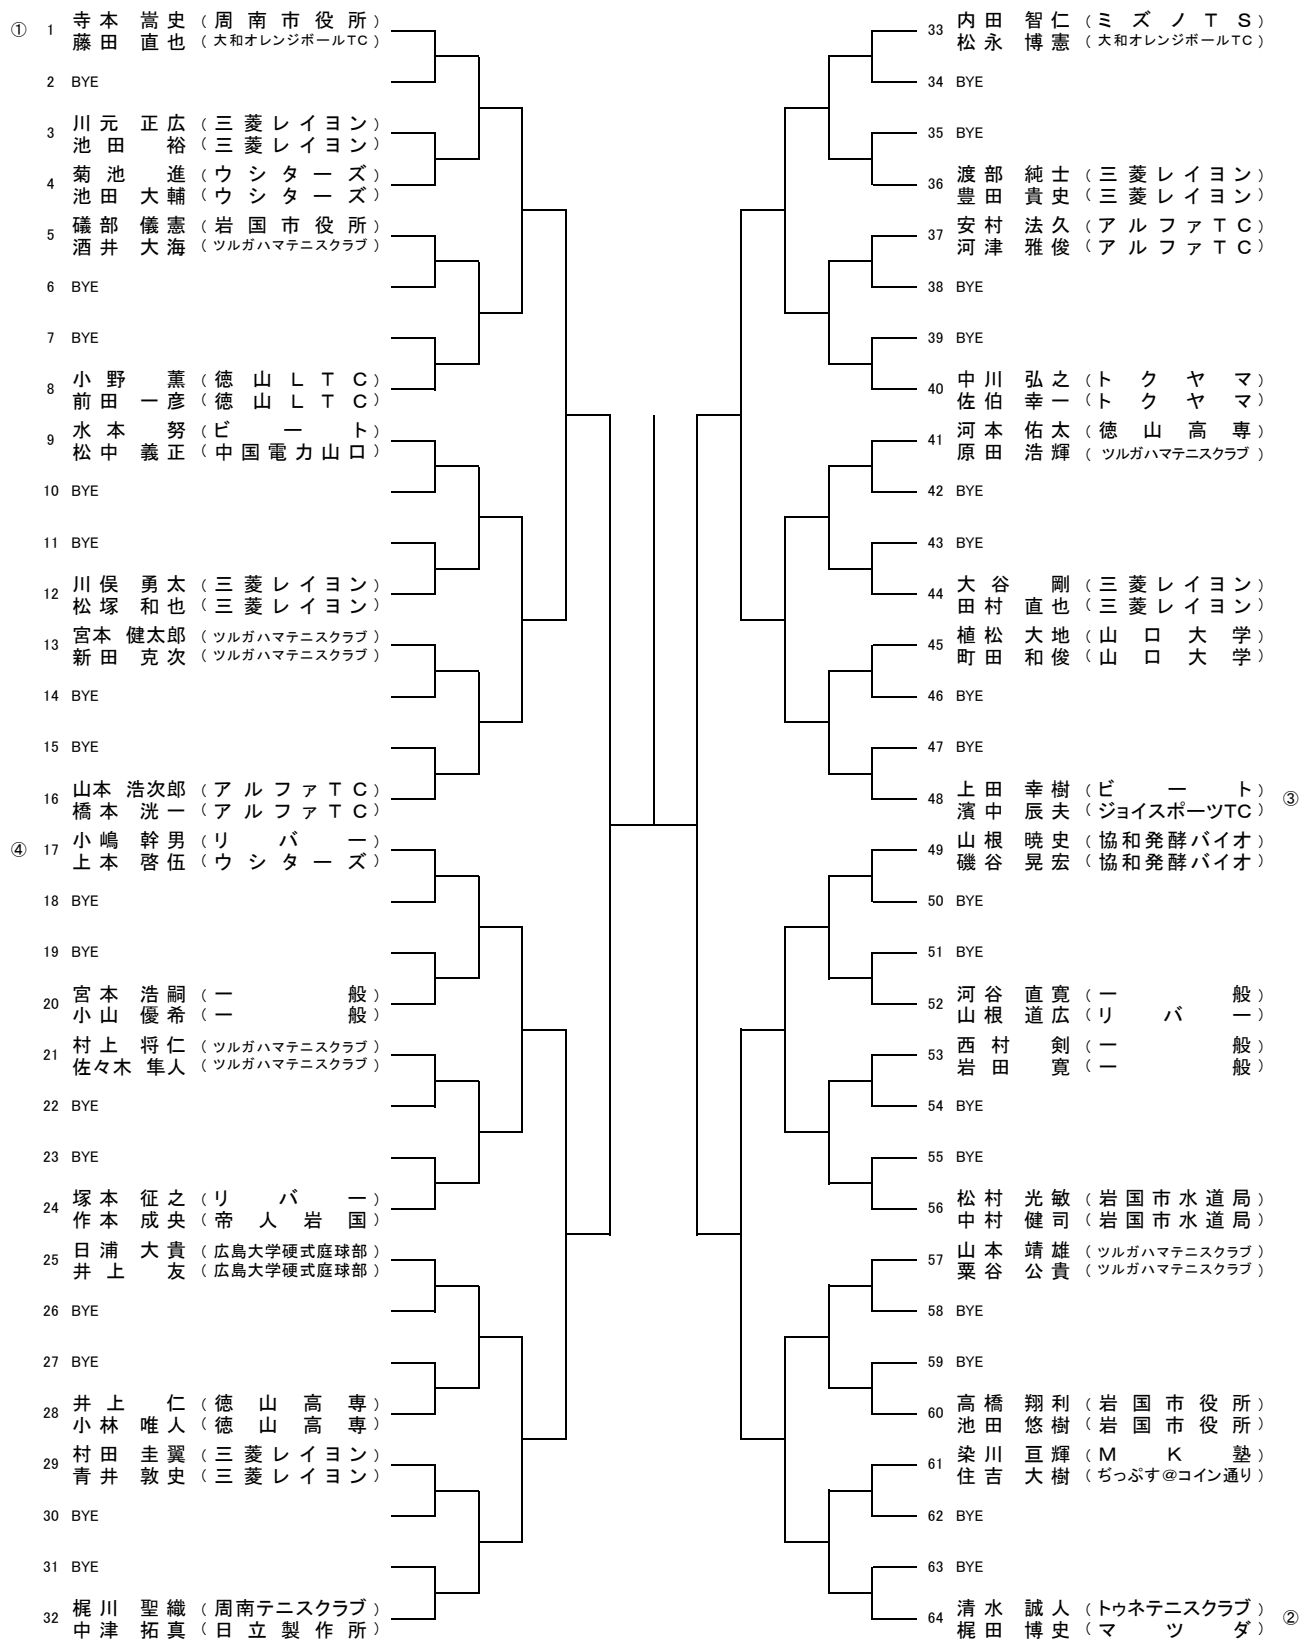 ① 1 寺本 嵩史 (周南市役所)
藤田 直也 (大和オレンジボールTC)
2 BYE
3 川元 正広 (三菱レイヨン)
池田 裕 (三菱レイヨン)
4 菊池 進 (ウシターズ)
池田 大輔 (ウシターズ)
5 礒部 儀憲 (岩国市役所)
酒井 大海 (ツルガハマテニスクラブ)
6 BYE
7 BYE
8 小野 薫 (徳山LTC)
前田 一彦 (徳山LTC)
9 水本 努 (ビート)
松中 義正 (中国電力山口)
10 BYE
11 BYE
12 川俣 勇太 (三菱レイヨン)
松塚 和也 (三菱レイヨン)
13 宮本 健太郎 (ツルガハマテニスクラブ)
新田 克次 (ツルガハマテニスクラブ)
14 BYE
15 BYE
16 山本 浩次郎 (アルファTC)
橋本 洸一 (アルファTC)
④ 17 小嶋 幹男 (リバー)
上本 啓伍 (ウシターズ)
18 BYE
19 BYE
20 宮本 浩嗣 (一般)
小山 優希 (一般)
21 村上 将仁 (ツルガハマテニスクラブ)
佐々木 隼人 (ツルガハマテニスクラブ)
22 BYE
23 BYE
24 塚本 征之 (リバー)
作本 成央 (帝人岩国)
25 日浦 大貴 (広島大学硬式庭球部)
井上 友 (広島大学硬式庭球部)
26 BYE
27 BYE
28 井上 仁 (徳山高専)
小林 唯人 (徳山高専)
29 村田 圭翼 (三菱レイヨン)
青井 敦史 (三菱レイヨン)
30 BYE
31 BYE
32 梶川 聖織 (周南テニスクラブ)
中津 拓真 (日立製作所)
33 内田 智仁 (ミズノTS)
松永 博憲 (大和オレンジボールTC)
34 BYE
35 BYE
36 渡部 純士 (三菱レイヨン)
豊田 貴史 (三菱レイヨン)
37 安村 法久 (アルファTC)
河津 雅俊 (アルファTC)
38 BYE
39 BYE
40 中川 弘之 (トクヤマ)
佐伯 幸一 (トクヤマ)
41 河本 佑太 (徳山高専)
原田 浩輝 (ツルガハマテニスクラブ)
42 BYE
43 BYE
44 大谷 剛 (三菱レイヨン)
田村 直也 (三菱レイヨン)
45 植松 大地 (山口大学)
町田 和俊 (山口大学)
46 BYE
47 BYE
48 上田 幸樹 (ビート) ③
濱中 辰夫 (ジョイスポーツTC)
49 山根 暁史 (協和発酵バイオ)
磯谷 晃宏 (協和発酵バイオ)
50 BYE
51 BYE
52 河谷 直寛 (一般)
山根 道広 (リバー)
53 西村 剣 (一般)
岩田 寛 (一般)
54 BYE
55 BYE
56 松村 光敏 (岩国市水道局)
中村 健司 (岩国市水道局)
57 山本 靖雄 (ツルガハマテニスクラブ)
粟谷 公貴 (ツルガハマテニスクラブ)
58 BYE
59 BYE
60 高橋 翔利 (岩国市役所)
池田 悠樹 (岩国市役所)
61 染川 亘輝 (MK塾)
住吉 大樹 (ぢっぷす@コイン通り)
62 BYE
63 BYE
64 清水 誠人 (トゥネテニスクラブ) ②
梶田 博史 (マツダ)